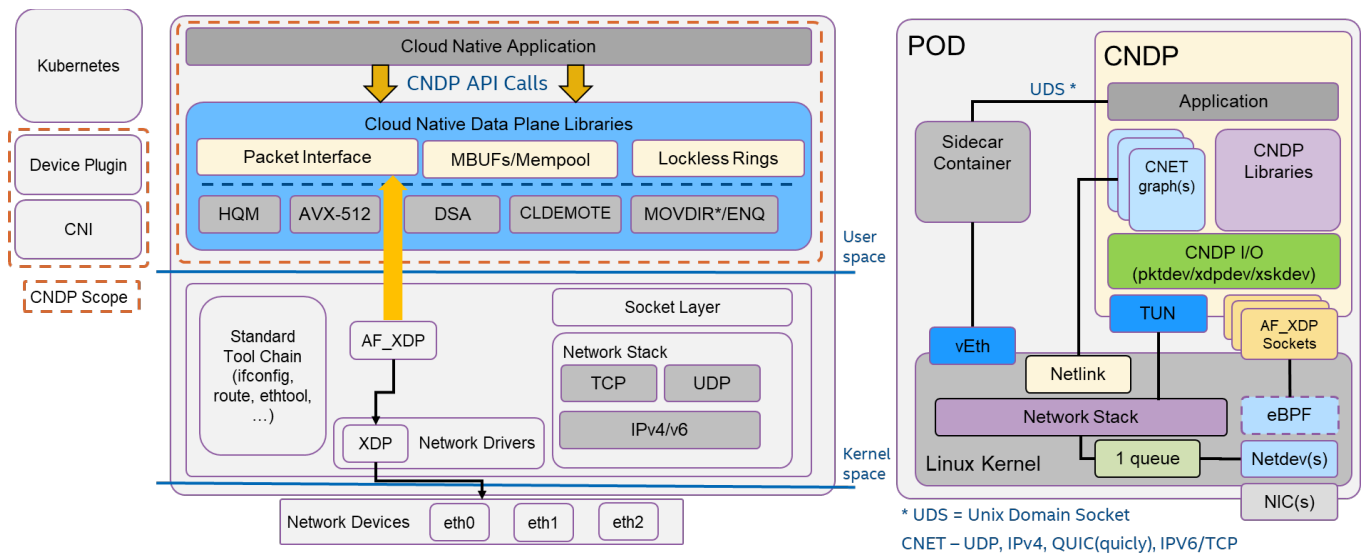 Kubernetes
Device Plugin
CNI
CNDP Scope
Cloud Native Application
CNDP API Calls
Cloud Native Data Plane Libraries
Packet Interface
MBUFs/Mempool
Lockless Rings
HQM
AVX-512
DSA
CLDEMOTE
MOVDIR*/ENQ
User
space
Standard
Tool Chain
(ifconfig,
route, ethtool,
…)
AF_XDP
XDP
Network Drivers
Socket Layer
Network Stack
TCP
UDP
IPv4/v6
Kernel
space
Network Devices
eth0
eth1
eth2
POD
CNDP
UDS *
Application
Sidecar
Container
CNET
graph(s)
CNDP
Libraries
CNDP I/O
(pktdev/xdpdev/xskdev)
TUN
AF_XDP
Sockets
vEth
Netlink
Network Stack
eBPF
1 queue
Netdev(s)
Linux Kernel
NIC(s)
* UDS = Unix Domain Socket
CNET – UDP, IPv4, QUIC(quicly), IPV6/TCP